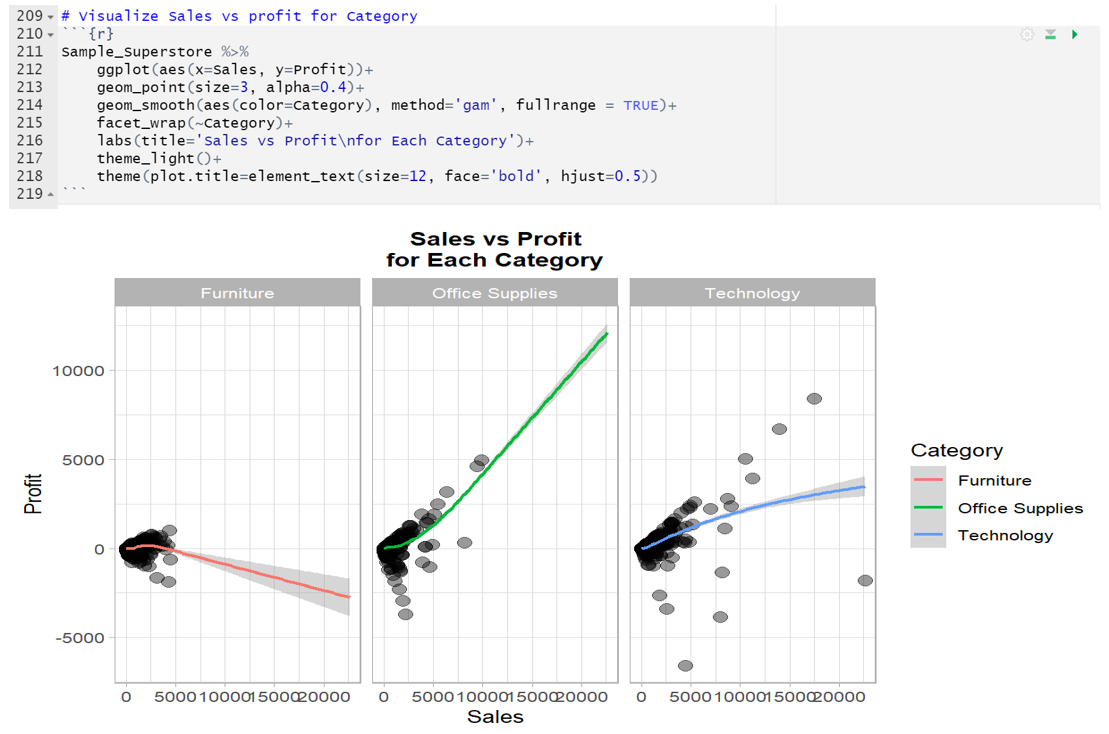 209 # Visualize Sales vs profit for Category
210 ```{r}
211 Sample_Superstore %>%
212 ggplot(aes(x=Sales, y=Profit))+
213 geom_point(size=3, alpha=0.4)+
214 geom_smooth(aes(color=Category), method='gam', fullrange = TRUE)+
215 facet_wrap(~Category)+
216 labs(title='Sales vs Profit\nfor Each Category')+
217 theme_light()+
218 theme(plot.title=element_text(size=12, face='bold', hjust=0.5))
219 ```
Sales vs Profit
for Each Category
Furniture Office Supplies Technology
10000
5000
0
-5000
Profit
0 5000 10000 15000 20000 0 5000 10000 15000 20000 0 5000 10000 15000 20000
Sales
Category
Furniture
Office Supplies
Technology